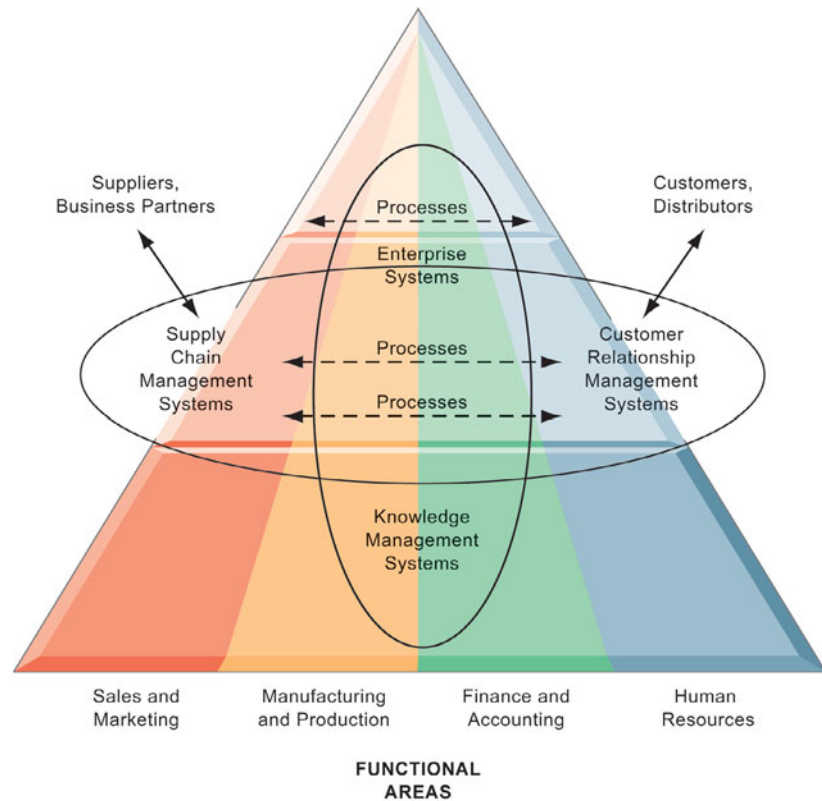 Suppliers,
Business Partners
Customers,
Distributors
Processes
Enterprise
Systems
Supply
Chain
Management
Systems
Processes
Processes
Customer
Relationship
Management
Systems
Knowledge
Management
Systems
Sales and
Marketing
Manufacturing
and Production
Finance and
Accounting
Human
Resources
FUNCTIONAL
AREAS